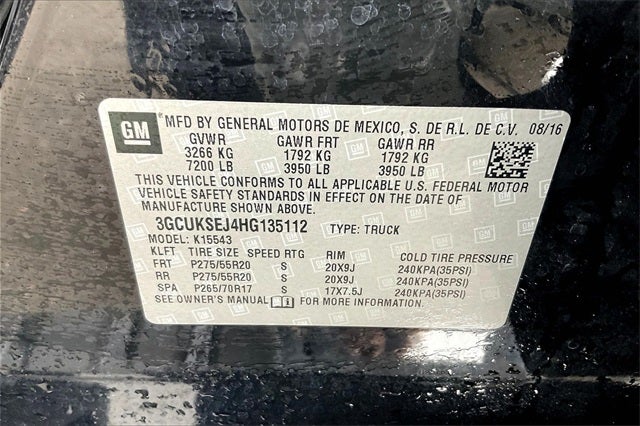 GM MFD BY GENERAL MOTORS DE MEXICO, S. DE R.L. DE C.V. 08/16
GVWR GAWR FRT GAWR RR
3266 KG 1792 KG 1792 KG
7200 LB 3950 LB 3950 LB
THIS VEHICLE CONFORMS TO ALL APPLICABLE U.S. FEDERAL MOTOR
VEHICLE SAFETY STANDARDS IN EFFECT ON THE DATE OF
MANUFACTURE SHOWN ABOVE.
3GCUKSEJ4HG135112 TYPE: TRUCK
MODEL: K15543
KLFT TIRE SIZE SPEED RTG RIM COLD TIRE PRESSURE
FRT P275/55R20 S 20X9J 240KPA(35PSI)
RR P275/55R20 S 20X9J 240KPA(35PSI)
SPA P265/70R17 S 17X7.5J 240KPA(35PSI)
SEE OWNER'S MANUAL FOR MORE INFORMATION.